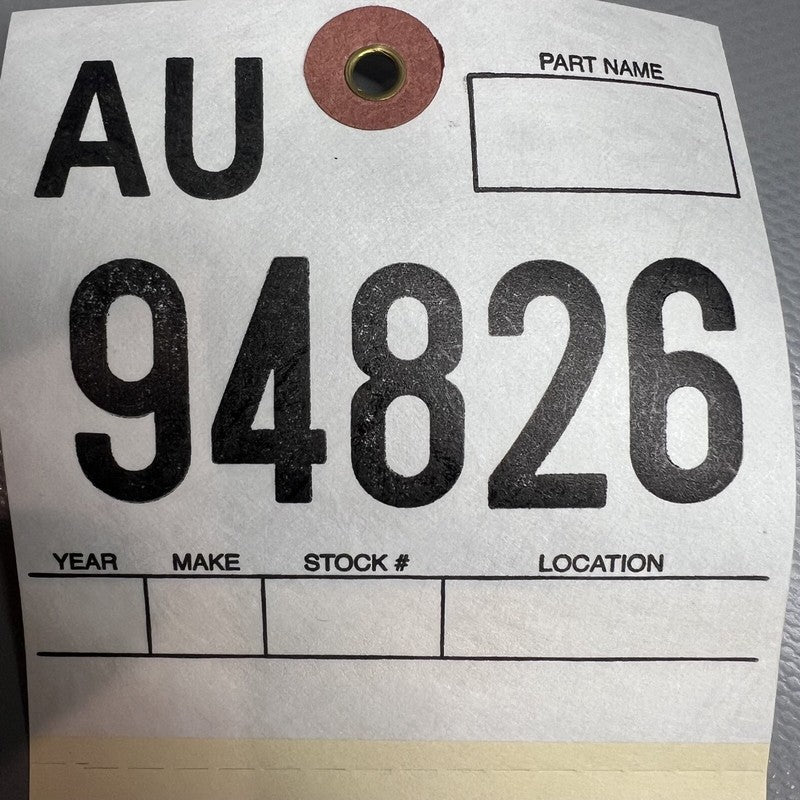 AU
PART NAME
94826
YEAR MAKE STOCK # LOCATION